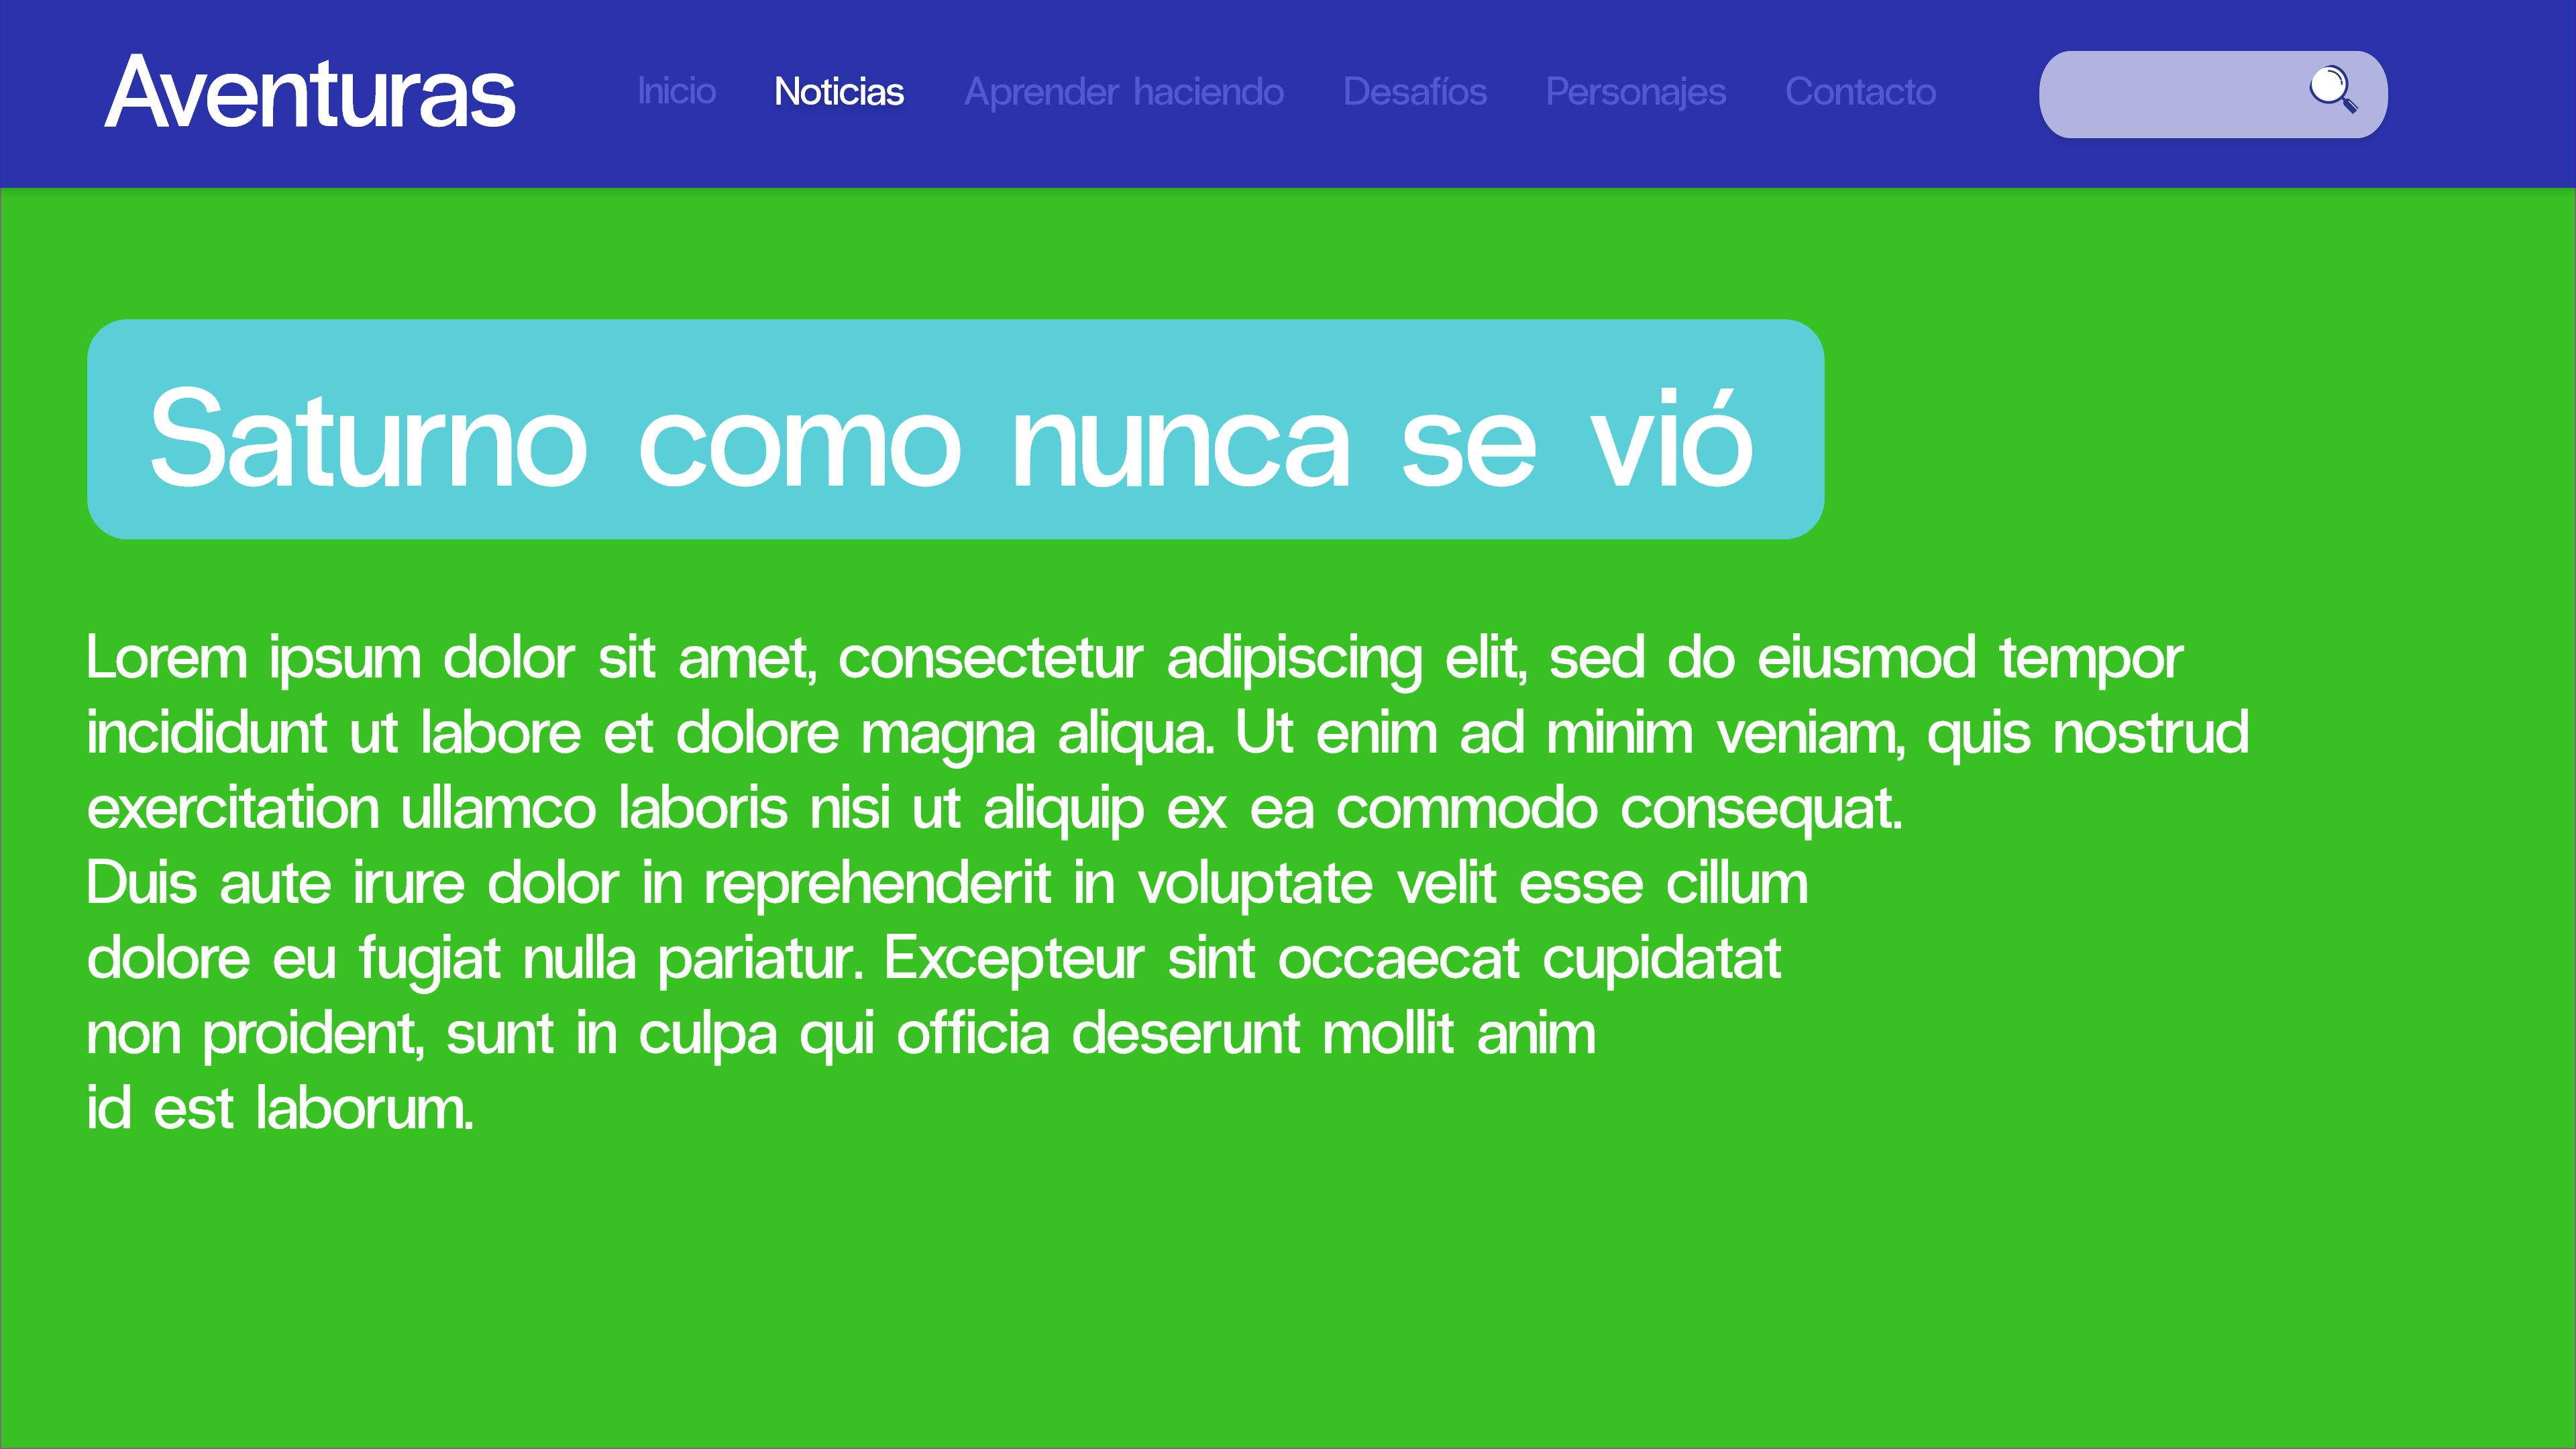 Aventuras
Inicio Noticias Aprender haciendo Desafíos Personajes Contacto
Saturno como nunca se vió
Lorem ipsum dolor sit amet, consectetur adipiscing elit, sed do eiusmod tempor
incididunt ut labore et dolore magna aliqua. Ut enim ad minim veniam, quis nostrud
exercitation ullamco laboris nisi ut aliquip ex ea commodo consequat.
Duis aute irure dolor in reprehenderit in voluptate velit esse cillum
dolore eu fugiat nulla pariatur. Excepteur sint occaecat cupidatat
non proident, sunt in culpa qui officia deserunt mollit anim
id est laborum.